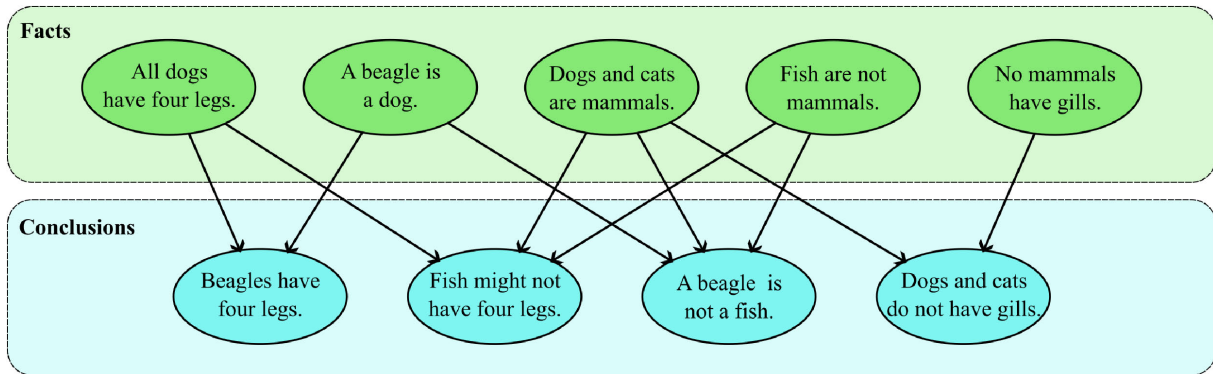 Facts
All dogs
have four legs.
A beagle is
a dog.
Dogs and cats
are mammals.
Fish are not
mammals.
No mammals
have gills.
Conclusions
Beagles have
four legs.
Fish might not
have four legs.
A beagle is
not a fish.
Dogs and cats
do not have gills.